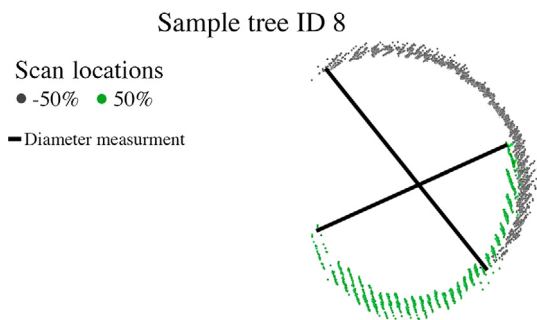 Sample tree ID 8
Scan locations
-50% 50%
Diameter measurment